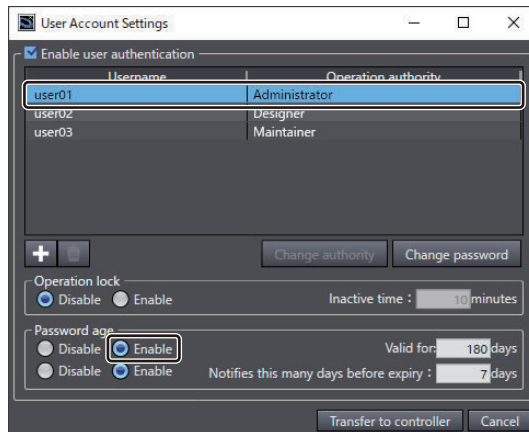 User Account Settings
Enable user authentication
Username Operation authority
user01 Administrator
user02 Designer
user03 Maintainer
Change authority Change password
Operation lock
Disable Enable Inactive time : 10 minutes
Password age
Disable Enable Valid for: 180 days
Disable Enable Notifies this many days before expiry : 7 days
Transfer to controller Cancel